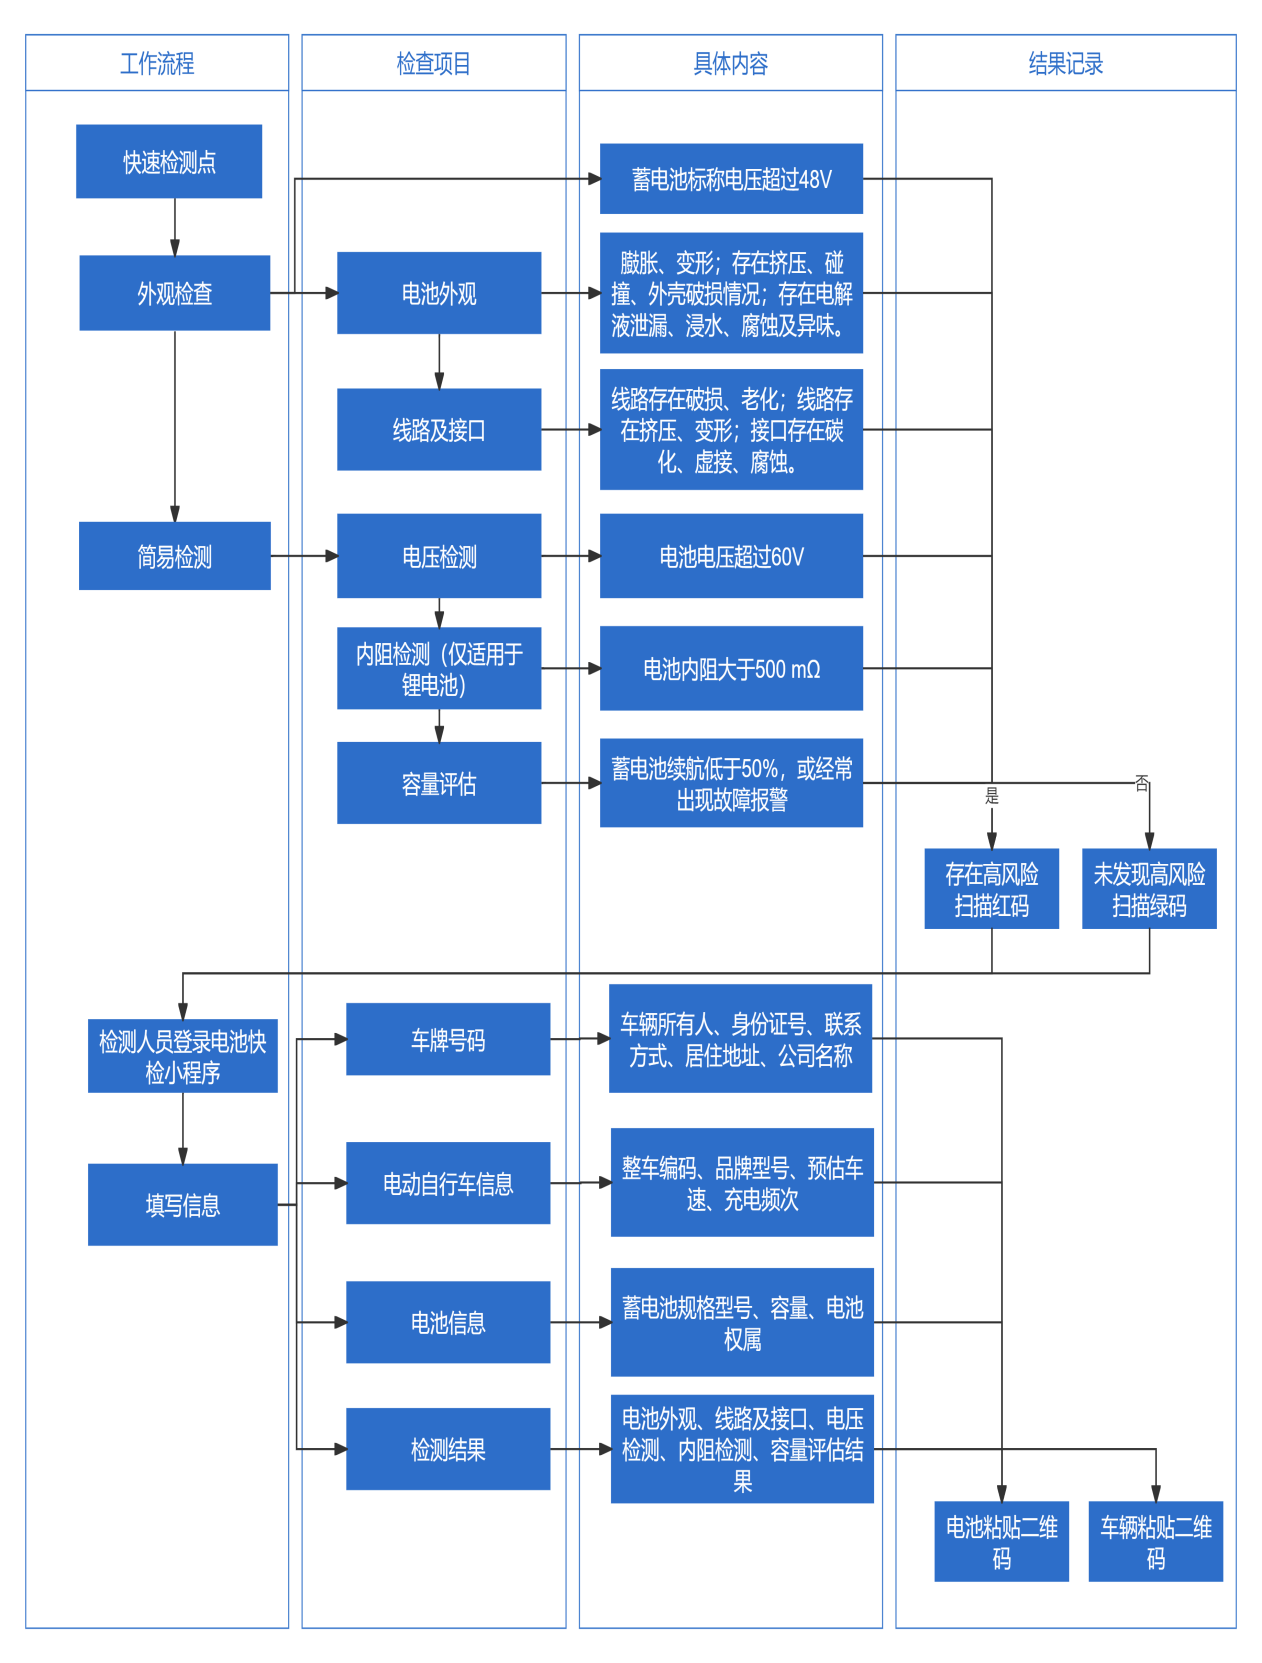 工作流程
检查项目
具体内容
结果记录
快速检测点
蓄电池标称电压超过48V
外观检查
电池外观
臌胀、变形；存在挤压、碰
撞、外壳破损情况；存在电解
液泄漏、浸水、腐蚀及异味。
线路及接口
线路存在破损、老化；线路存
在挤压、变形；接口存在碳
化、虚接、腐蚀。
简易检测
电压检测
电池电压超过60V
内阻检测（仅适用于
锂电池）
电池内阻大于500 mΩ
容量评估
蓄电池续航低于50%，或经常
出现故障报警
是
否
存在高风险
扫描红码
未发现高风险
扫描绿码
检测人员登录电池快
检小程序
车牌号码
车辆所有人、身份证号、联系
方式、居住地址、公司名称
填写信息
电动自行车信息
整车编码、品牌型号、预估车
速、充电频次
电池信息
蓄电池规格型号、容量、电池
权属
检测结果
电池外观、线路及接口、电压
检测、内阻检测、容量评估结
果
电池粘贴二维
码
车辆粘贴二维
码